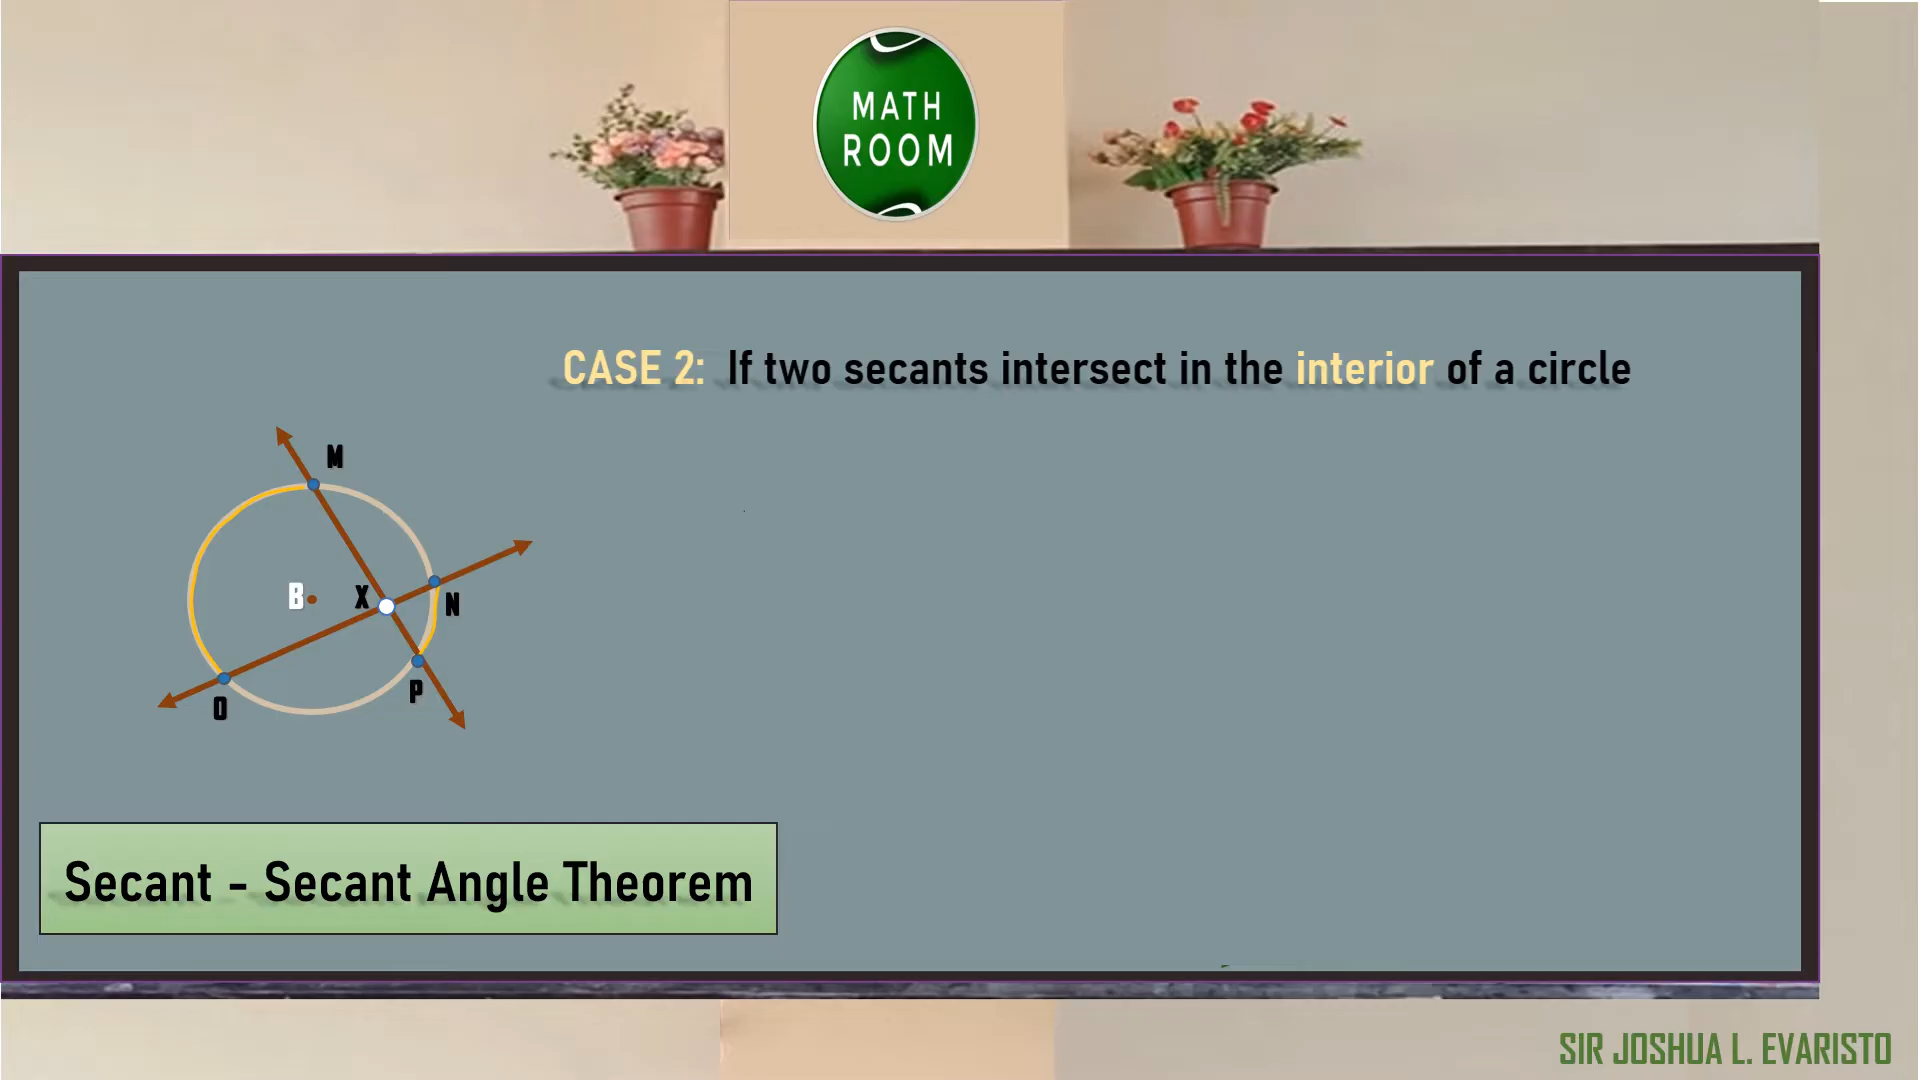 MATH
ROOM
CASE 2: If two secants intersect in the interior of a circle
M
B
X
N
O
P
Secant - Secant Angle Theorem
SIR JOSHUA L. EVARISTO